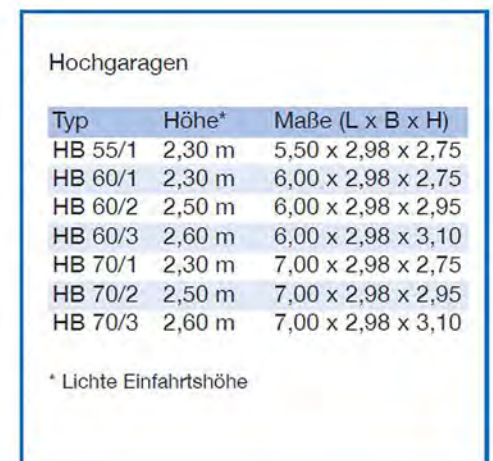 Hochgaragen
Typ Höhe* Maße (L x B x H)
HB 55/1 2,30 m 5,50 x 2,98 x 2,75
HB 60/1 2,30 m 6,00 x 2,98 x 2,75
HB 60/2 2,50 m 6,00 x 2,98 x 2,95
HB 60/3 2,60 m 6,00 x 2,98 x 3,10
HB 70/1 2,30 m 7,00 x 2,98 x 2,75
HB 70/2 2,50 m 7,00 x 2,98 x 2,95
HB 70/3 2,60 m 7,00 x 2,98 x 3,10
* Lichte Einfahrtshöhe